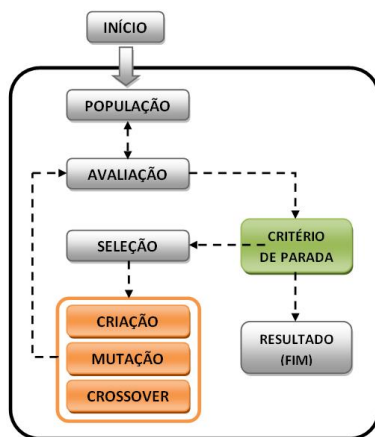 INÍCIO
POPULAÇÃO
AVALIAÇÃO
SELEÇÃO
CRITÉRIO
DE PARADA
CRIAÇÃO
MUTAÇÃO
CROSSOVER
RESULTADO
(FIM)